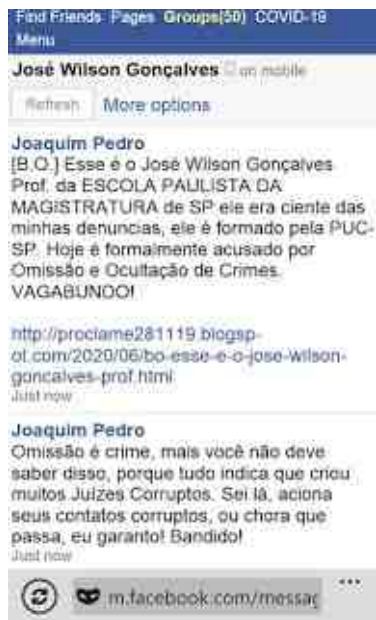 Find Friends Pages Groups(50) COVID-19
Menu
José Wilson Gonçalves on mobile
Refresh More options
Joaquim Pedro
[B.O.] Esse é o José Wilson Gonçalves
Prof. da ESCOLA PAULISTA DA
MAGISTRATURA de SP ele era ciente das
minhas denuncias, ele é formado pela PUC-
SP. Hoje é formalmente acusado por
Omissão e Ocultação de Crimes.
VAGABUNDO!
http://proclame281119.blogsp-
ot.com/2020/06/bo-esse-e-o-jose-wilson-
goncalves-prof.html
Just now
Joaquim Pedro
Omissão é crime, mais você não deve
saber disso, porque tudo indica que criou
muitos Juízes Corruptos. Sei lá, aciona
seus contatos corruptos, ou chora que
passa, eu garanto! Bandido!
Just now
m.facebook.com/messag